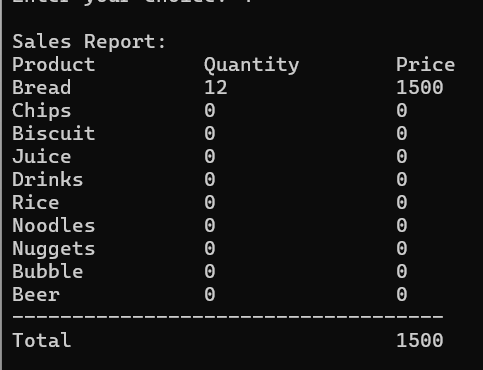 Enter your choice:
Sales Report:
Product Quantity Price
Bread 12 1500
Chips 0 0
Biscuit 0 0
Juice 0 0
Drinks 0 0
Rice 0 0
Noodles 0 0
Nuggets 0 0
Bubble 0 0
Beer 0 0
------------------------------------
Total 1500